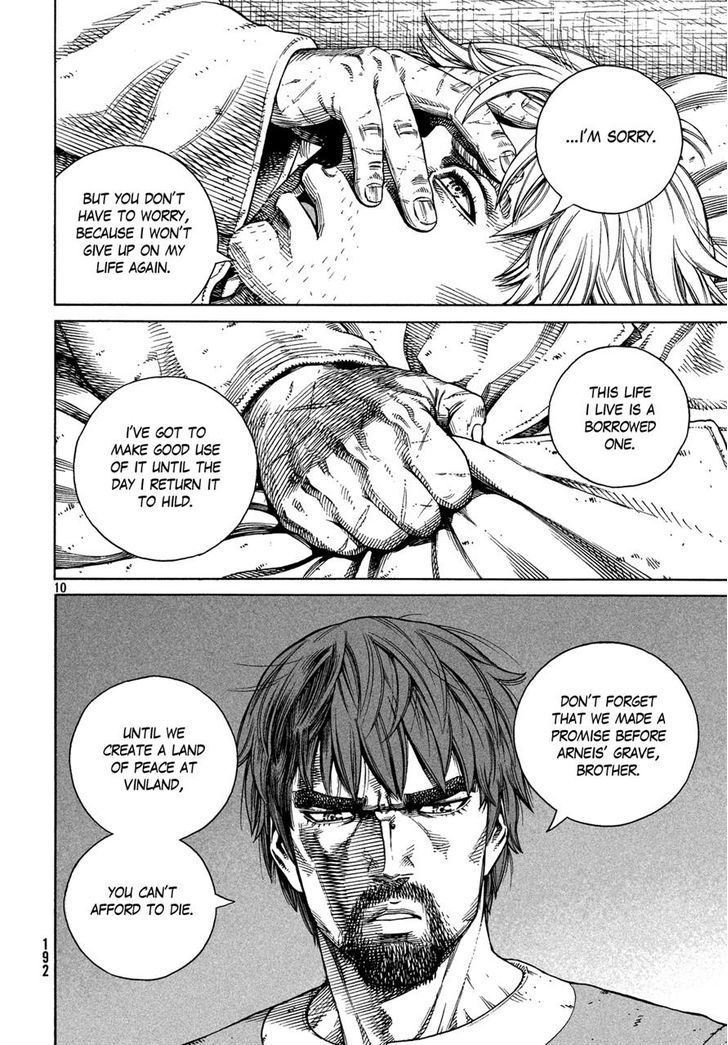 ...I'M SORRY.
BUT YOU DON'T
HAVE TO WORRY,
BECAUSE I WON'T
GIVE UP ON MY
LIFE AGAIN.
THIS LIFE
I LIVE IS A
BORROWED
ONE.
I'VE GOT TO
MAKE GOOD USE
OF IT UNTIL THE
DAY I RETURN IT
TO HILD.
10
DON'T FORGET
THAT WE MADE A
PROMISE BEFORE
ARNEIS' GRAVE,
BROTHER.
UNTIL WE
CREATE A LAND
OF PEACE AT
VINLAND,
YOU CAN'T
AFFORD TO DIE.
192